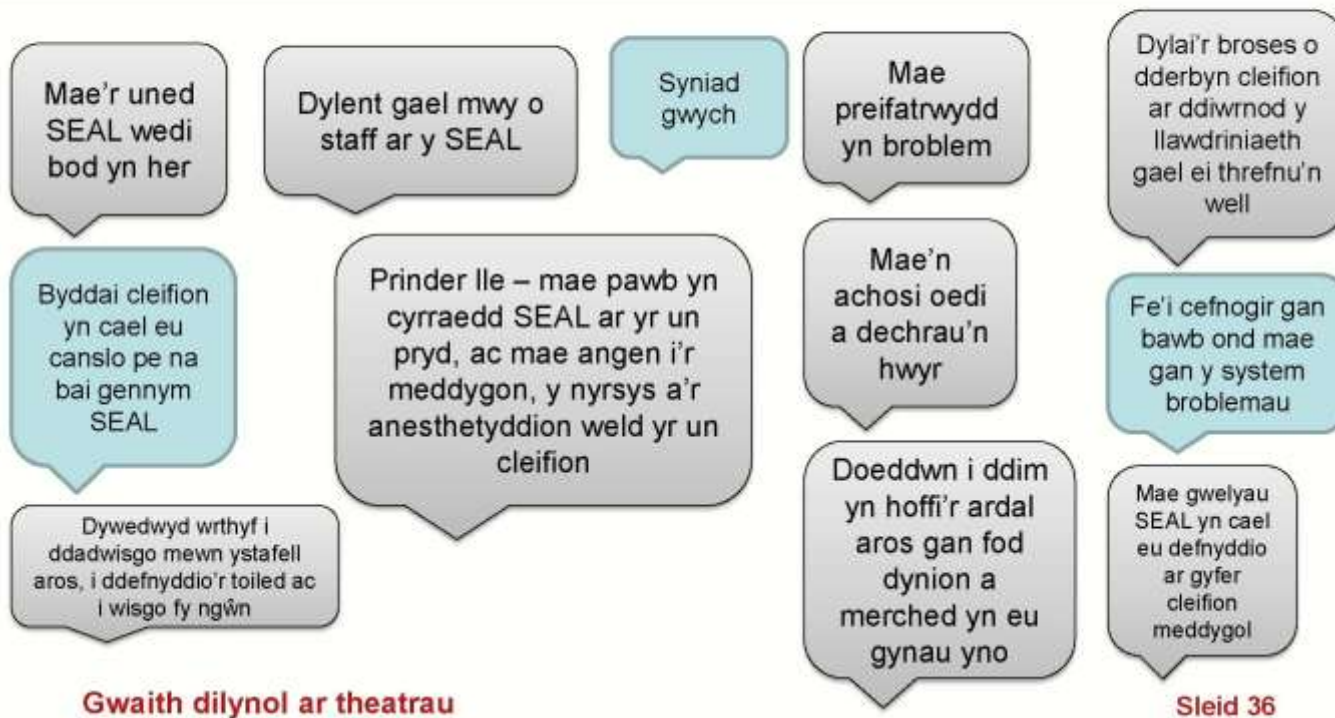 Mae'r uned
SEAL wedi
bod yn her
Dylent gael mwy o
staff ar y SEAL
Syniad
gwych
Mae
preifatrwydd
yn broblem
Dylai'r broses o
dderbyn cleifion
ar ddiwrnod y
llawdriniaeth
gael ei threfnu'n
well
Byddai cleifion
yn cael eu
canslo pe na
bai gennym
SEAL
Prinder lle – mae pawb yn
cyrraedd SEAL ar yr un
pryd, ac mae angen i'r
meddygon, y nyrsys a'r
anesthetyddion weld yr un
cleifion
Mae'n
achosi oedi
a dechrau'n
hwyr
Fe'i cefnogir gan
bawb ond mae
gan y system
broblemau
Dywedwyd wrthyf i
ddadwisgo mewn ystafell
aros, i ddefnyddio'r toiled ac
i wisgo fy ngŵn
Doeddwn i ddim
yn hoffi'r ardal
aros gan fod
dynion a
merched yn eu
gynau yno
Mae gwelyau
SEAL yn cael
eu defnyddio
ar gyfer
cleifion
meddygol
Gwaith dilynol ar theatrau
Sleid 36